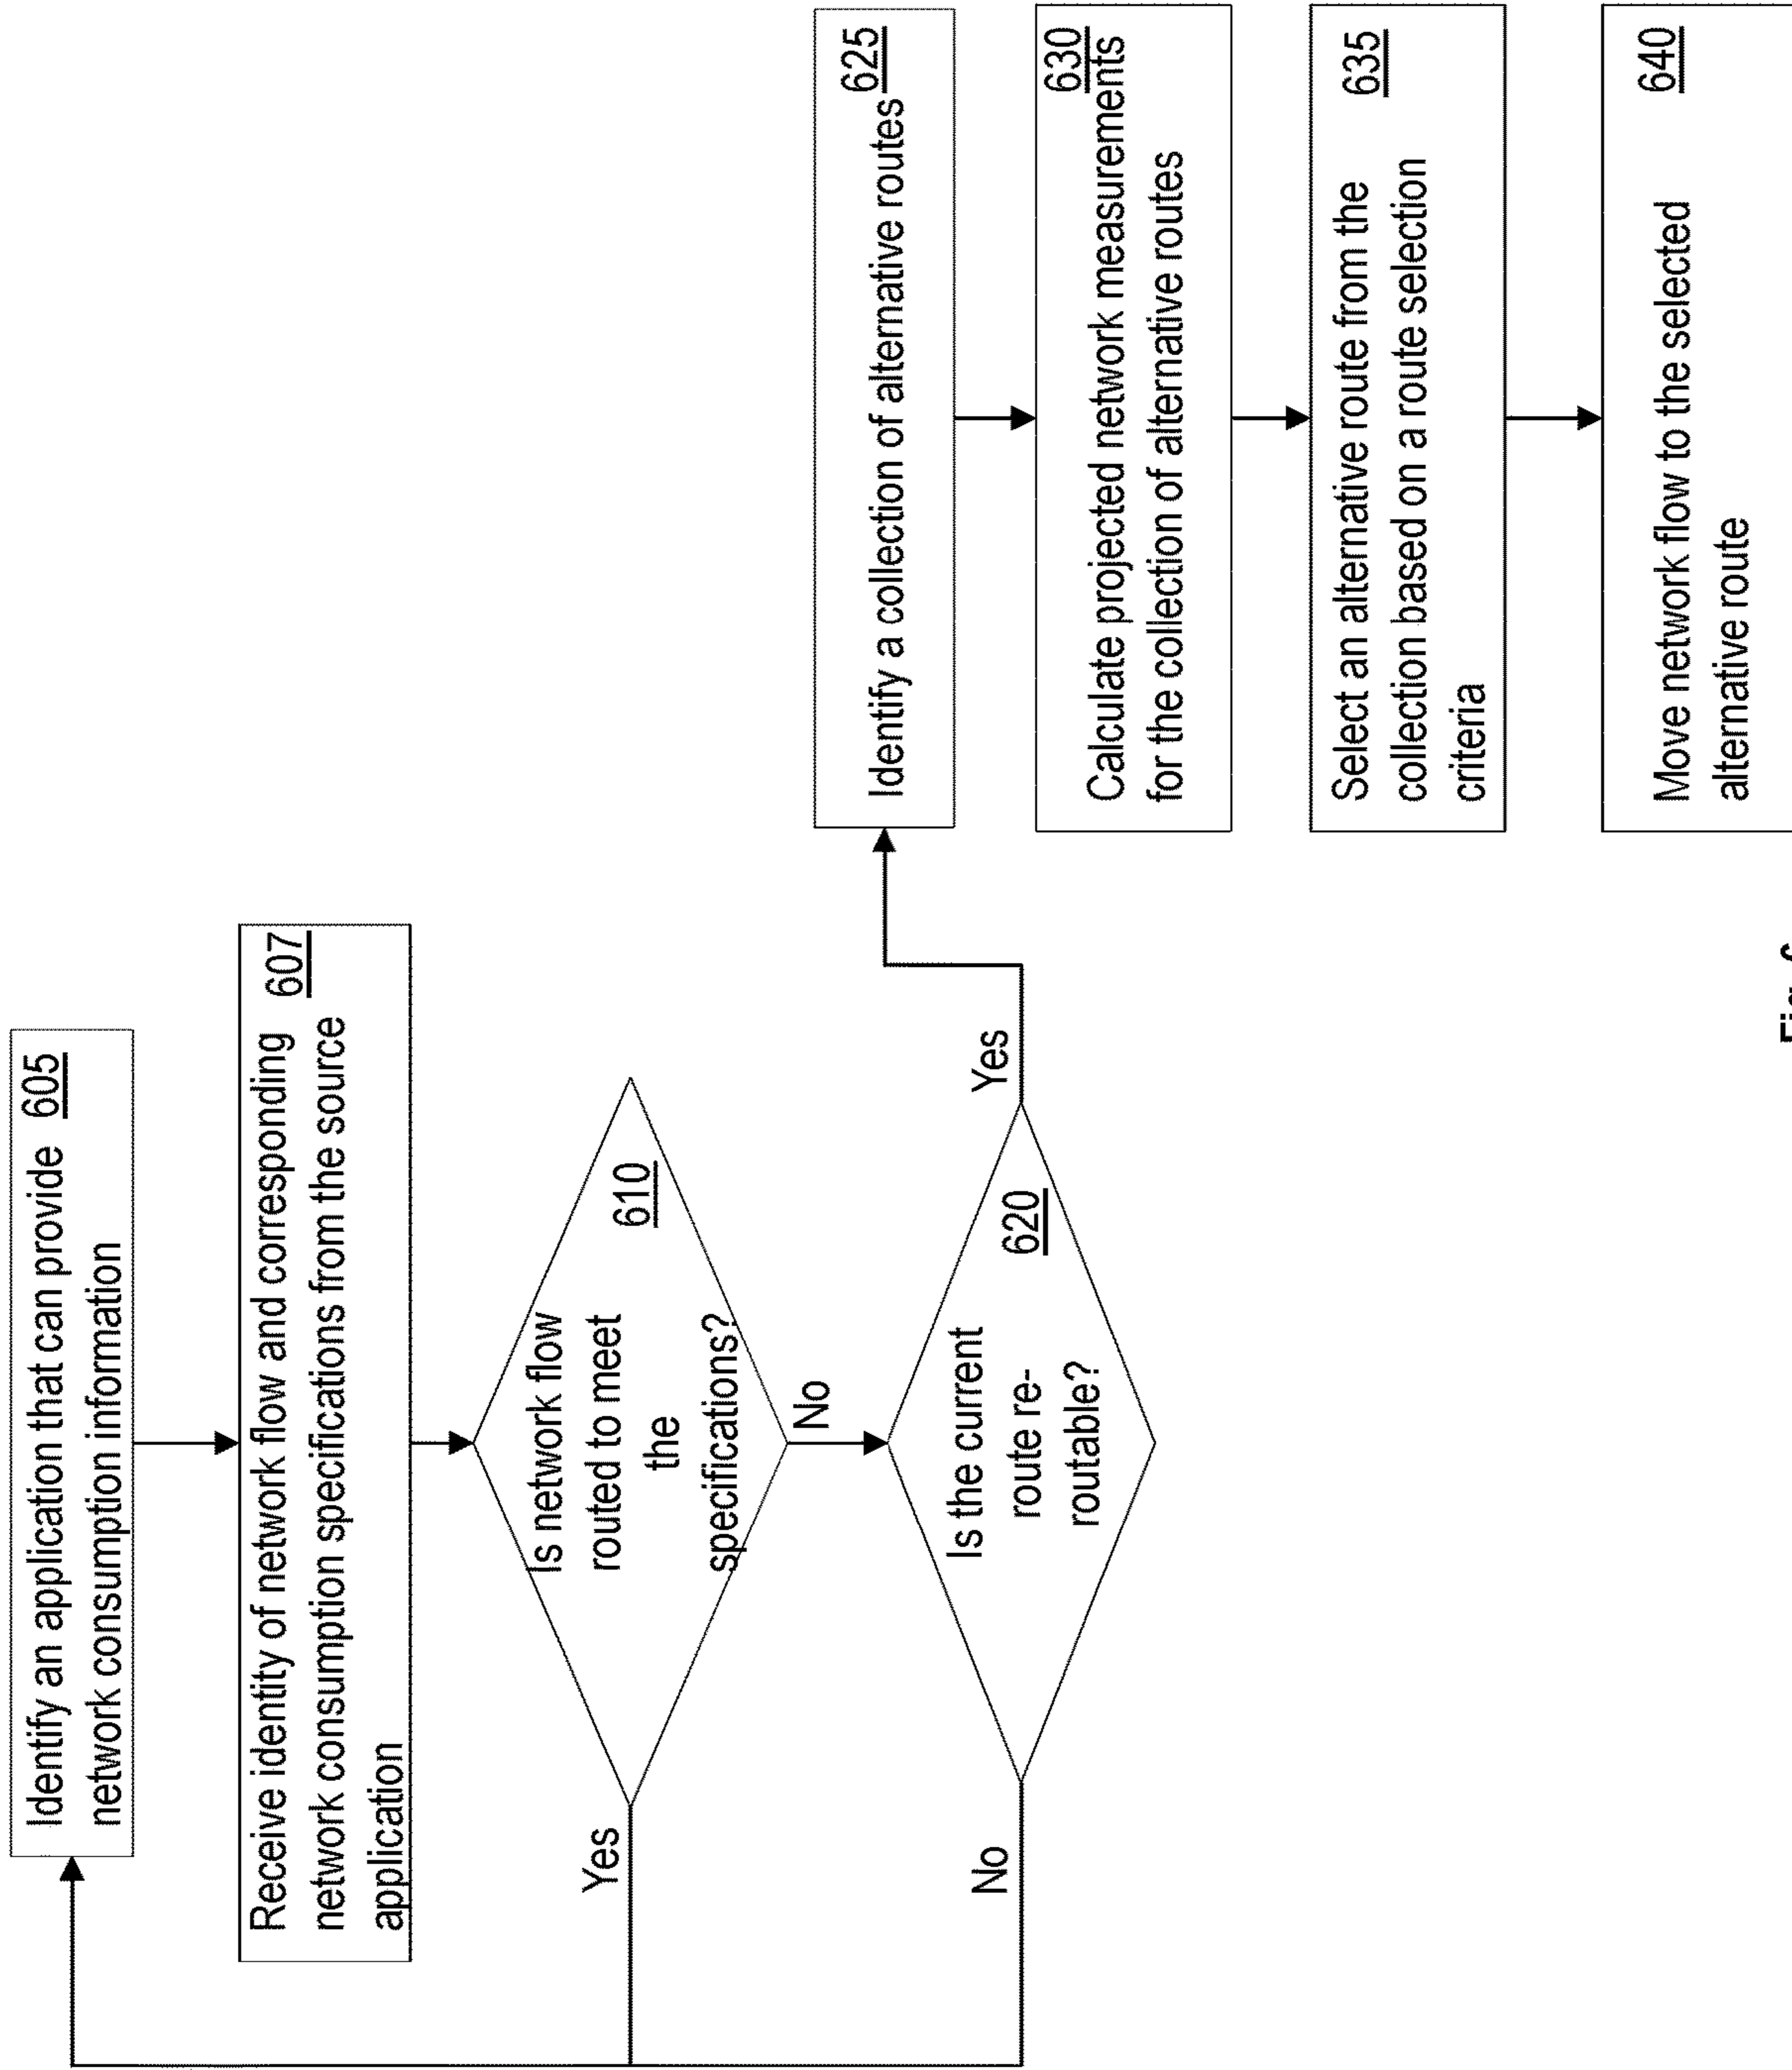 Identify an application that can provide 605
network consumption information
Receive identity of network flow and corresponding
network consumption specifications from the source 607
application
Is network flow
routed to meet
the
specifications?
610
Yes
No
Is the current
route re-
routable?
620
No
Yes
625
Identify a collection of alternative routes
630
Calculate projected network measurements
for the collection of alternative routes
Select an alternative route from the 635
collection based on a route selection
criteria
640
Move network flow to the selected
alternative route